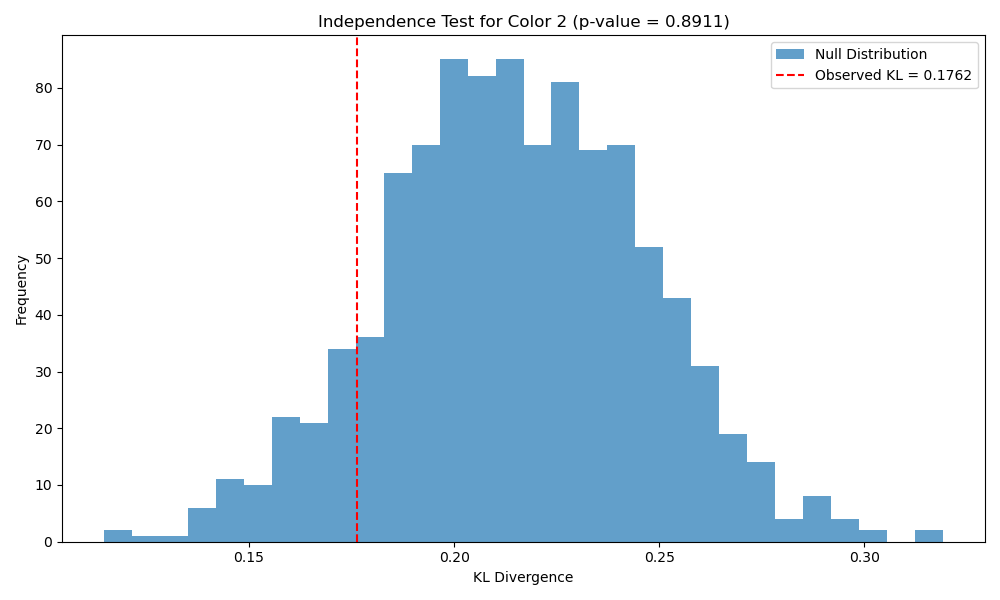 Independence Test for Color 2 (p-value = 0.8911)
Null Distribution
Observed KL = 0.1762
Frequency
80
70
60
50
40
30
20
10
0
0.15
0.20
0.25
0.30
KL Divergence